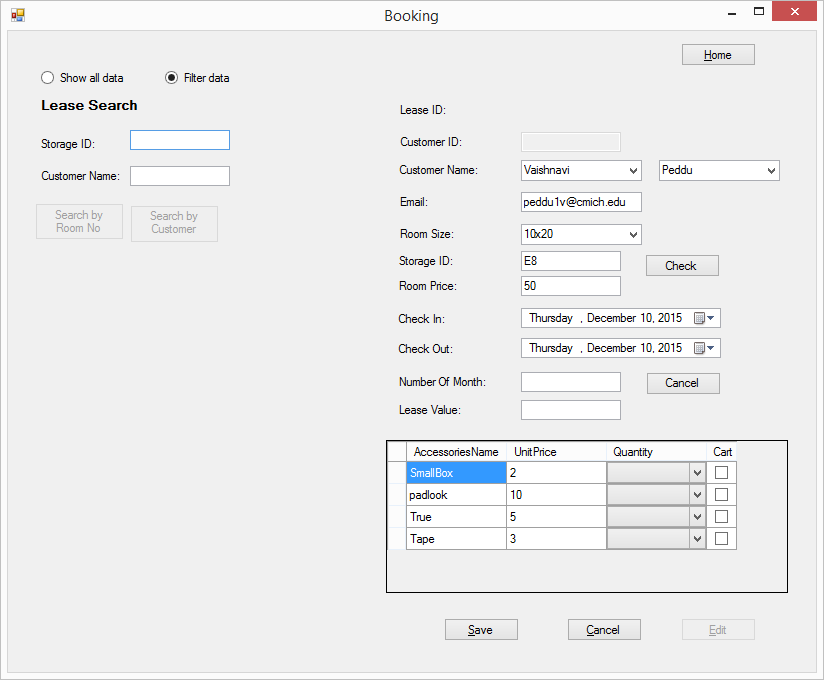 Booking
Home
Show all data Filter data
Lease Search
Storage ID:
Customer Name:
Search by Room No
Search by Customer
Lease ID:
Customer ID:
Customer Name: Vaishnavi Peddu
Email: peddu1v@cmich.edu
Room Size: 10x20
Storage ID: E8 Check
Room Price: 50
Check In: Thursday , December 10, 2015
Check Out: Thursday , December 10, 2015
Number Of Month: Cancel
Lease Value:
AccessoriesName UnitPrice Quantity Cart
SmallBox 2
padlook 10
True 5
Tape 3
Save Cancel Edit